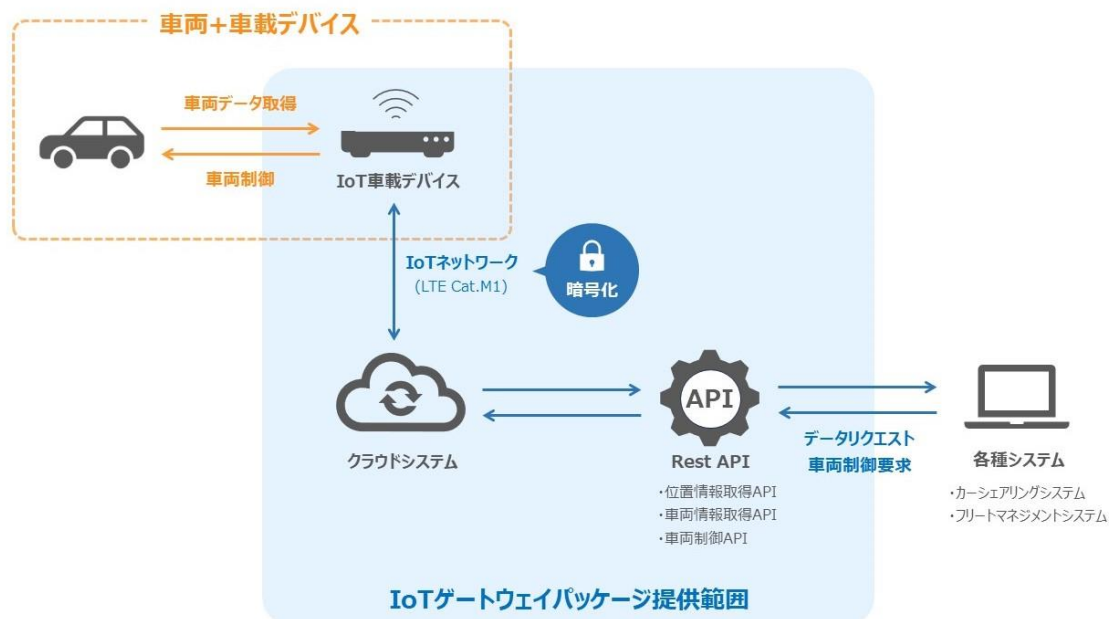 車両+車載デバイス
車両データ取得
車両制御
IoT車載デバイス
IoTネットワーク
(LTE Cat.M1)
暗号化
クラウドシステム
API
Rest API
・位置情報取得API
・車両情報取得API
・車両制御API
データリクエスト
車両制御要求
各種システム
・カーシェアリングシステム
・フリートマネジメントシステム
IoTゲートウェイパッケージ提供範囲